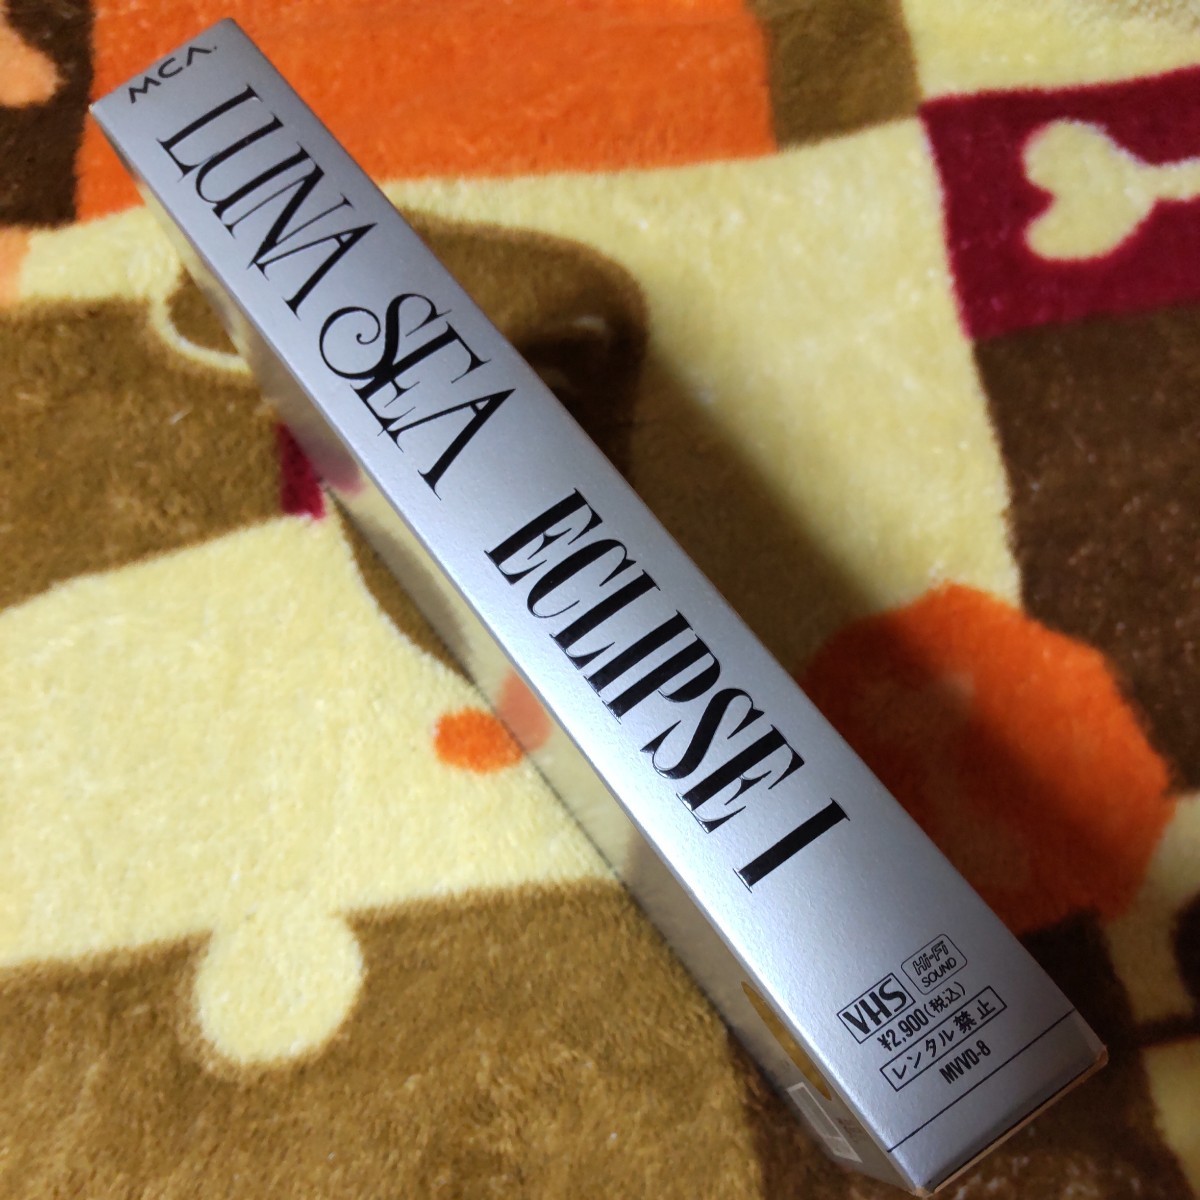 MCA.
LUNA SEA ECLIPSE I
VHS
Hi-Fi
SOUND
¥2,900(税込)
レンタル禁止
MVVD-8